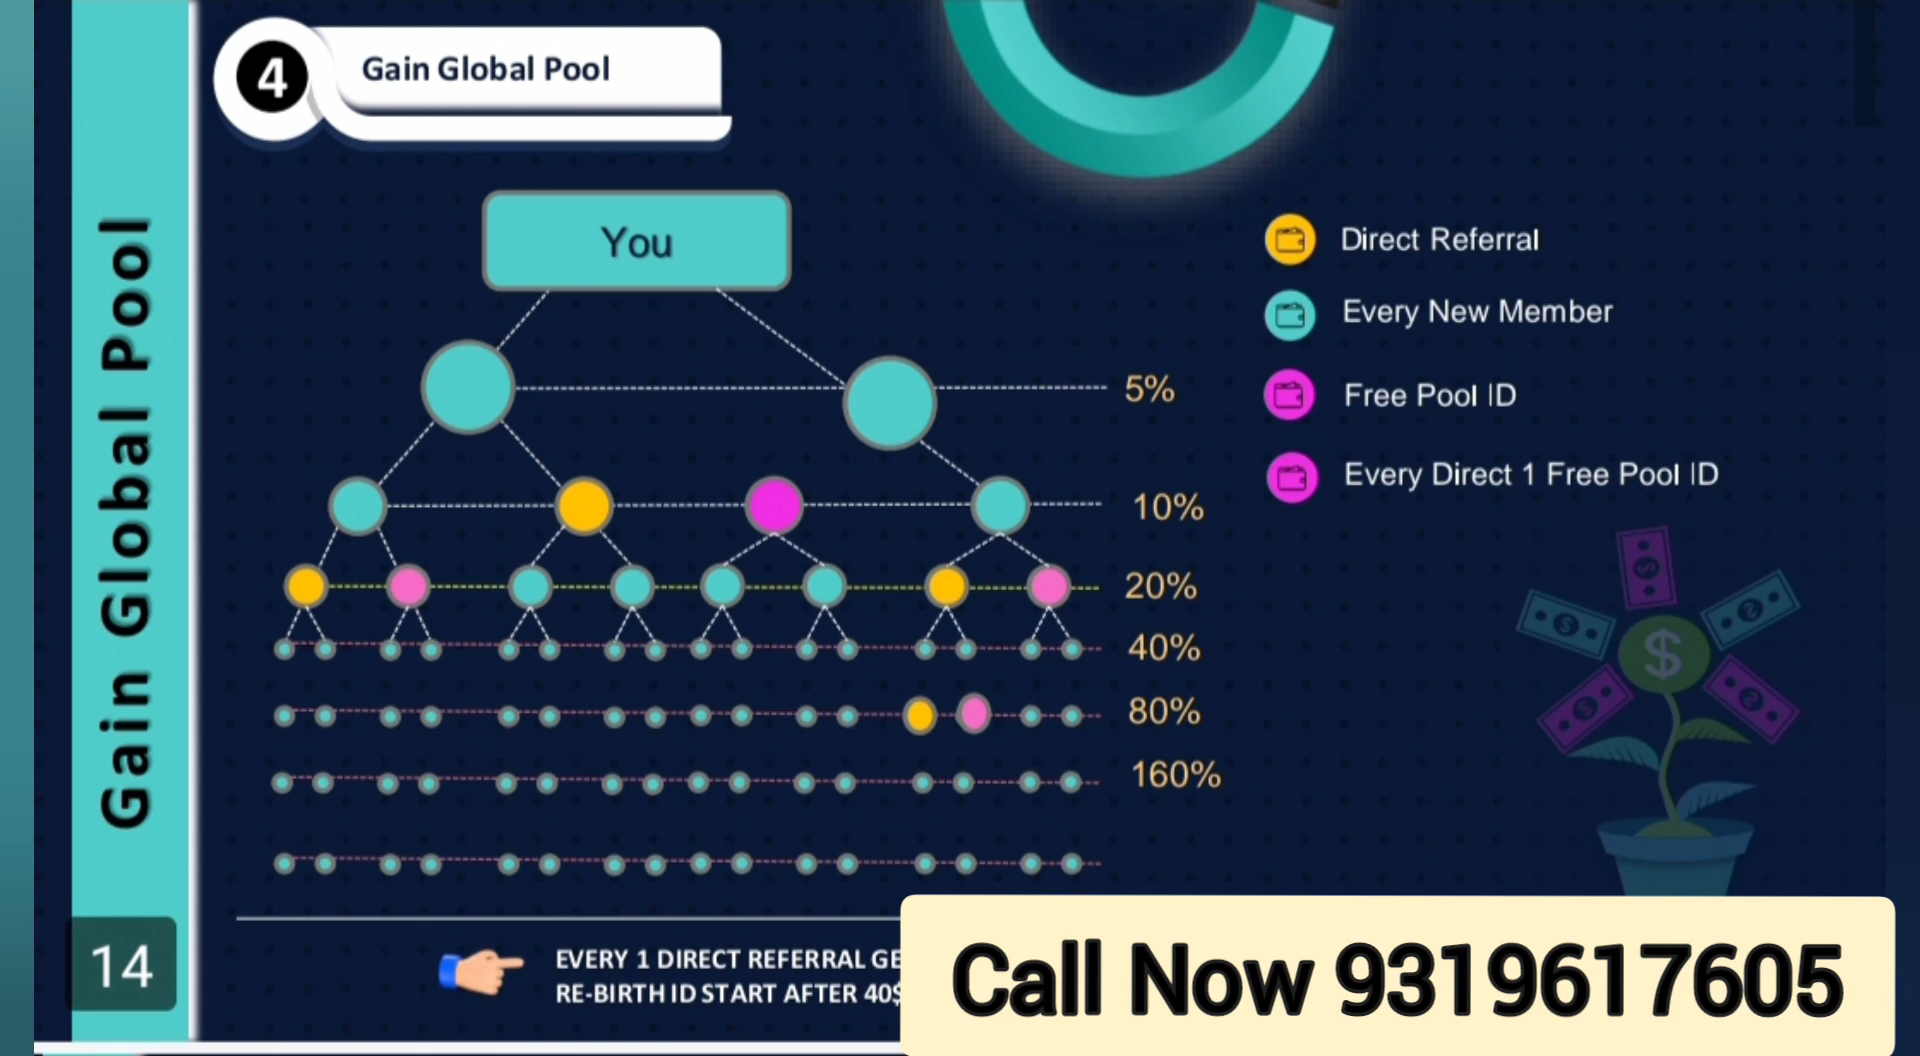 4
Gain Global Pool
Gain Global Pool
You
Direct Referral
Every New Member
Free Pool ID
Every Direct 1 Free Pool ID
5%
10%
20%
40%
80%
160%
$
14
EVERY 1 DIRECT REFERRAL
RE-BIRTH ID START AFTER 40$
Call Now 9319617605